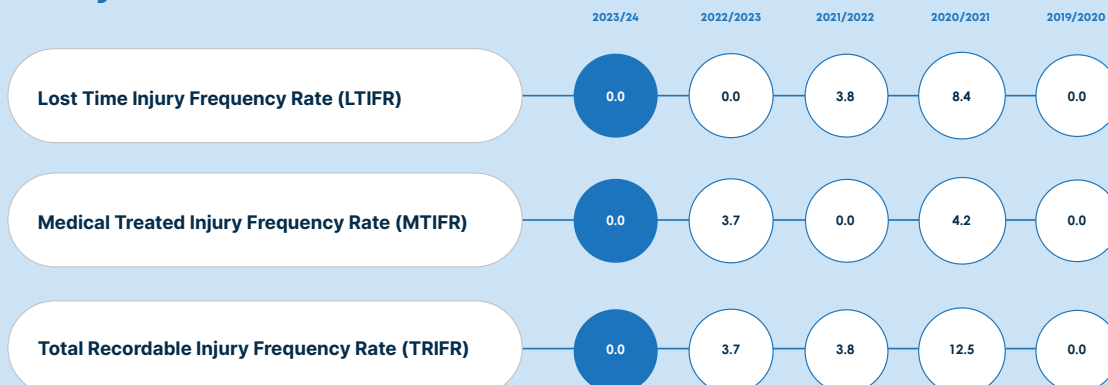 2023/24 2022/2023 2021/2022 2020/2021 2019/2020
Lost Time Injury Frequency Rate (LTIFR) 0.0 0.0 3.8 8.4 0.0
Medical Treated Injury Frequency Rate (MTIFR) 0.0 3.7 0.0 4.2 0.0
Total Recordable Injury Frequency Rate (TRIFR) 0.0 3.7 3.8 12.5 0.0